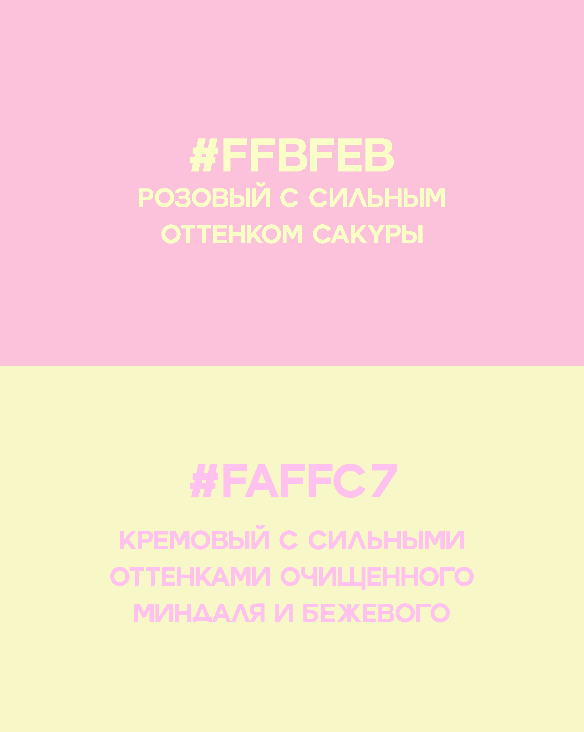 #FFBFEB
РОЗОВЫЙ С СИЛЬНЫМ
ОТТЕНКОМ САКУРЫ
#FAFFC7
КРЕМОВЫЙ С СИЛЬНЫМИ
ОТТЕНКАМИ ОЧИЩЕННОГО
МИНДАЛЯ И БЕЖЕВОГО